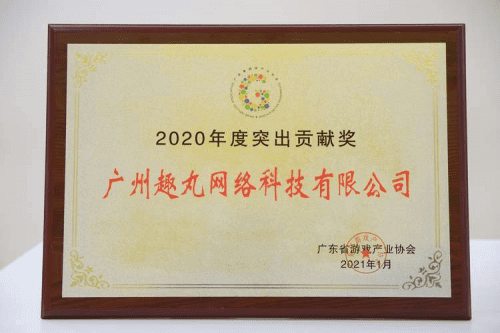 2020年度突出贡献奖
广州趣丸网络科技有限公司
广东省游戏产业协会
2021年1月